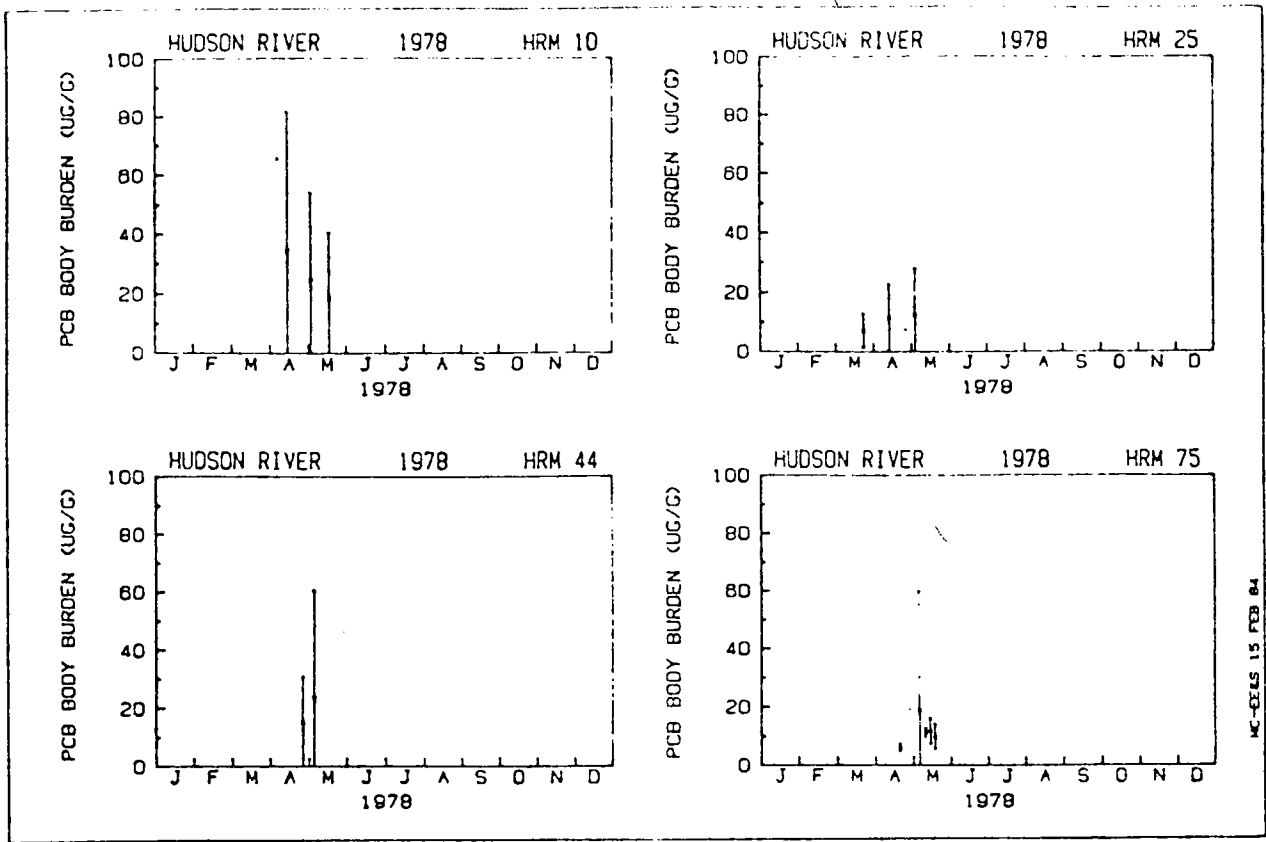 HUDSON RIVER 1978 HRM 10
PCB BODY BURDEN (UG/G)
100
80
60
40
20
0
J F M A M J J A S O N D
1978
HUDSON RIVER 1978 HRM 25
PCB BODY BURDEN (UG/G)
100
80
60
40
20
0
J F M A M J J A S O N D
1978
HUDSON RIVER 1978 HRM 44
PCB BODY BURDEN (UG/G)
100
80
60
40
20
0
J F M A M J J A S O N D
1978
HUDSON RIVER 1978 HRM 75
PCB BODY BURDEN (UG/G)
100
80
60
40
20
0
J F M A M J J A S O N D
1978
MC-EELS 15 FEB 84